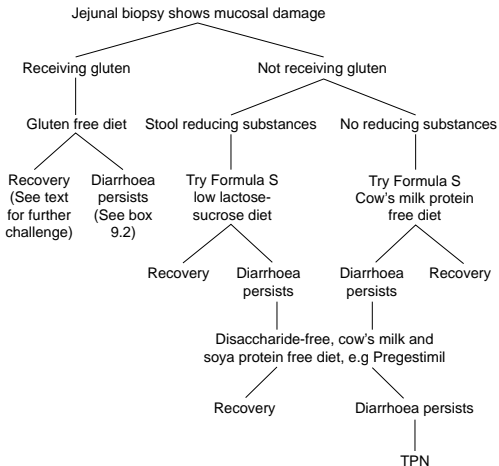 Jejunal biopsy shows mucosal damage
Receiving gluten
Not receiving gluten
Gluten free diet
Stool reducing substances
No reducing substances
Recovery
(See text
for further
challenge)
Diarrhoea
persists
(See box
9.2)
Try Formula S
low lactose-
sucrose diet
Try Formula S
Cow's milk protein
free diet
Recovery
Diarrhoea
persists
Diarrhoea
persists
Recovery
Disaccharide-free, cow's milk and
soya protein free diet, e.g Pregestimil
Recovery
Diarrhoea persists
TPN